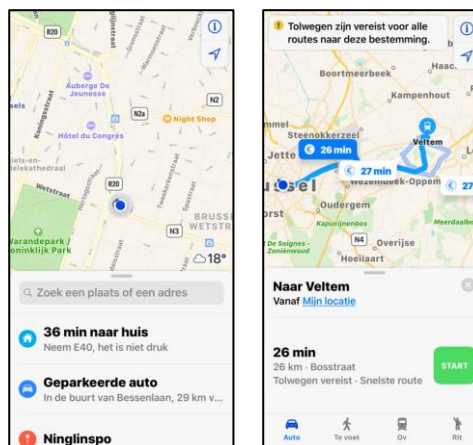 R20
Auberge De
Jeunesse
N2
N2a
Night Shop
Koningsstraat
Hôtel du Congrès
Wetstraat
R20
Warandepark /
N3
BRUSS
WETSTR
18°
Zoek een plaats of een adres
36 min naar huis
Neem E40, het is niet druk
Geparkeerde auto
In de buurt van Bessenlaan, 29 km v...
Ninglinspo
Tolwegen zijn vereist voor alle
routes naar deze bestemming.
Haac
Boortmeerbeek
Kampenhout
Steenokkerzeel
Veltem
Jette
26 min
27 min
27
Wezembeek-Oppem
Oudergem
Kapucijnenbos
Meerdaalbo
De Soignes -
Zoniënwoud
N4
Overijse
Hoeilaart
Naar Veltem
Vanaf Mijn locatie
26 min
26 km · Bosstraat
Tolwegen vereist · Snelste route
START
Auto
Te voet
Ov
Rit